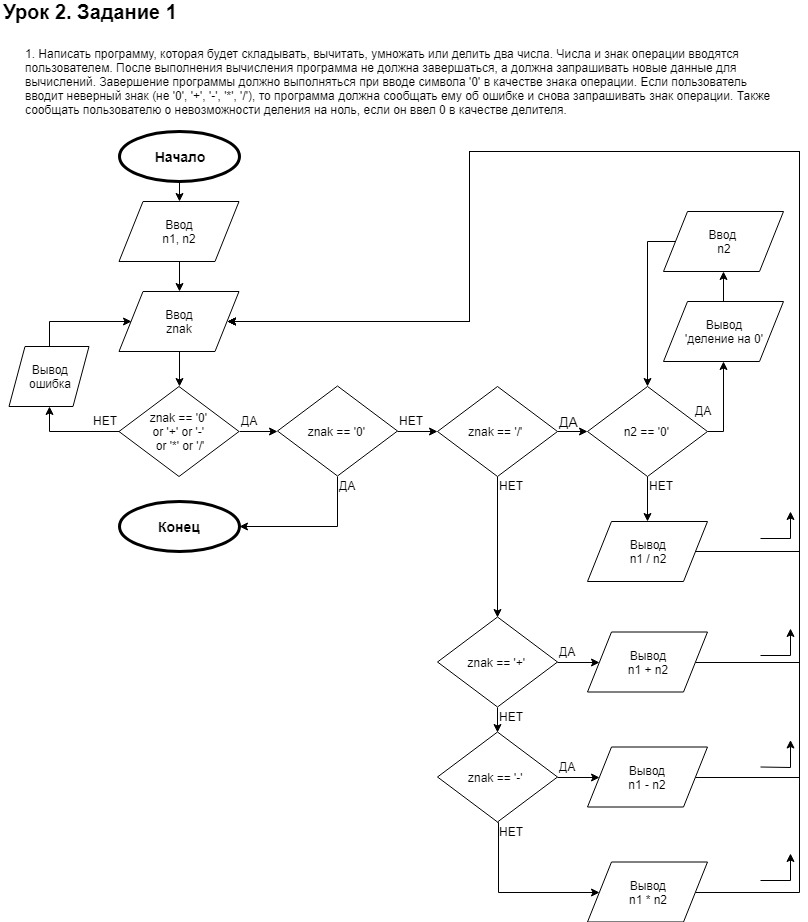 Урок 2. Задание 1
1. Написать программу, которая будет складывать, вычитать, умножать или делить два числа. Числа и знак операции вводятся
пользователем. После выполнения вычисления программа не должна завершаться, а должна запрашивать новые данные для
вычислений. Завершение программы должно выполняться при вводе символа '0' в качестве знака операции. Если пользователь
вводит неверный знак (не '0', '+', '-', '*', '/'), то программа должна сообщать ему об ошибке и снова запрашивать знак операции. Также
сообщать пользователю о невозможности деления на ноль, если он ввел 0 в качестве делителя.
Начало
Ввод
n1, n2
Ввод
n2
Ввод
znak
Вывод
'деление на 0'
Вывод
ошибка
НЕТ
znak == '0'
or '+' or '-'
or '*' or '/'
ДА
znak == '0'
НЕТ
znak == '/'
ДА
n2 == '0'
ДА
ДА
НЕТ
НЕТ
Конец
Вывод
n1 / n2
znak == '+'
ДА
Вывод
n1 + n2
НЕТ
znak == '-'
ДА
Вывод
n1 - n2
НЕТ
Вывод
n1 * n2